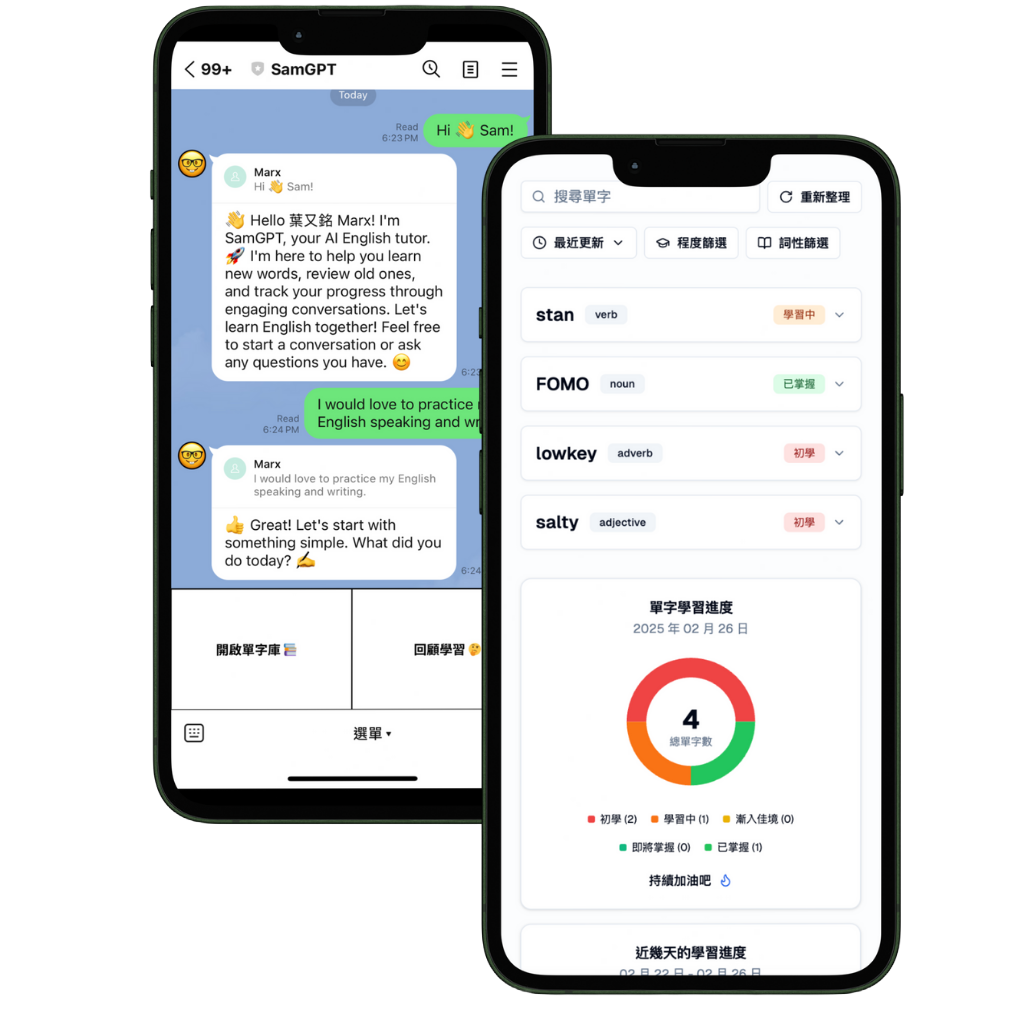 99+ SamGPT
Today
Read
6:23 PM
Hi 👋 Sam!
Marx
Hi 👋 Sam!
👋 Hello 葉又銘 Marx! I'm
SamGPT, your AI English tutor.
🚀 I'm here to help you learn
new words, review old ones,
and track your progress through
engaging conversations. Let's
learn English together! Feel free
to start a conversation or ask
any questions you have. 😊
6:23
I would love to practice
English speaking and
Read
6:24 PM
Marx
I would love to practice my English
speaking and writing.
👍 Great! Let's start with
something simple. What did you
do today? ✍️
6:24
開啟單字庫📚
回顧學習🤔
選單▾
搜尋單字
重新整理
最近更新
程度篩選
詞性篩選
stan verb 學習中
FOMO noun 已掌握
lowkey adverb 初學
salty adjective 初學
單字學習進度
2025 年 02 月 26 日
4
總單字數
初學 (2) 學習中 (1) 漸入佳境 (0)
即將掌握 (0) 已掌握 (1)
持續加油吧
近幾天的學習進度
02 月 22 日 - 02 月 26 日